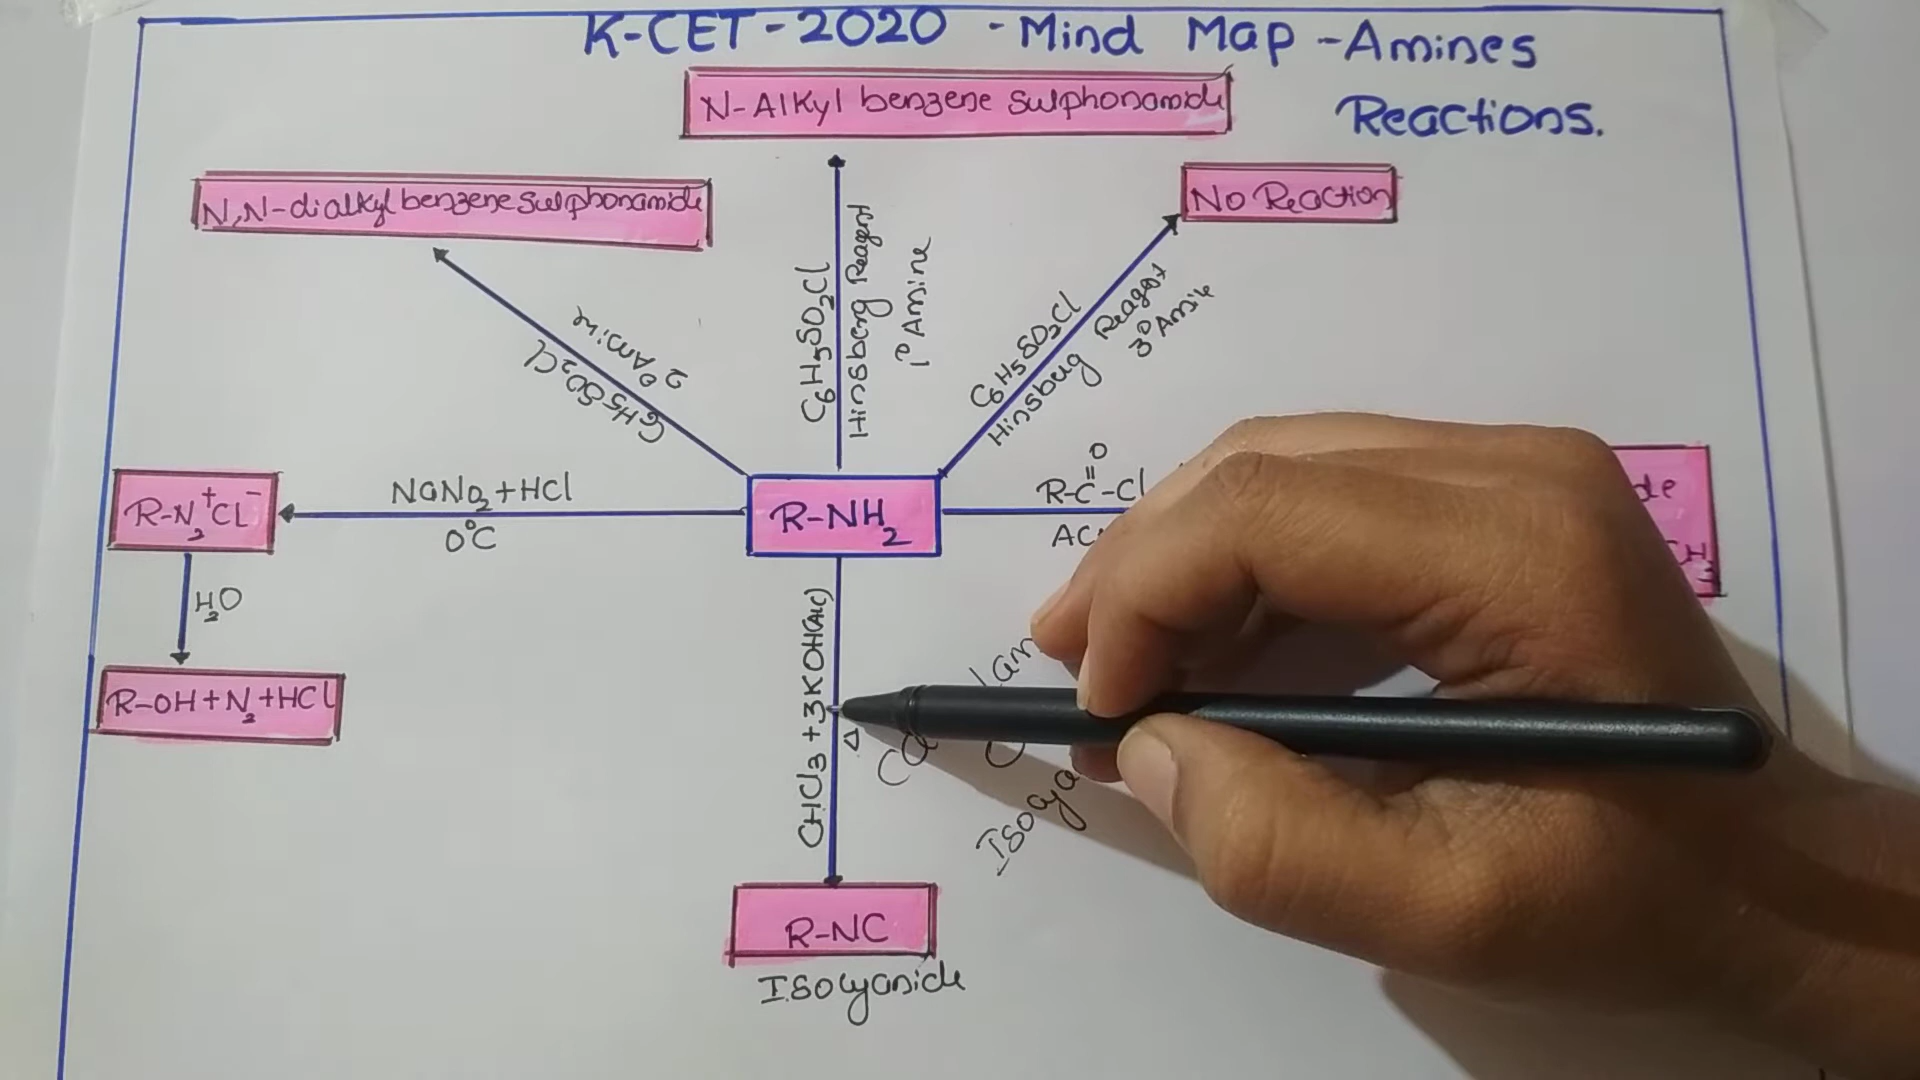 K-CET-2020 - Mind Map - Amines
Reactions.
N-Alkyl benzene sulphonamide
N,N-dialkyl benzene sulphonamide
No Reaction
C6H5SO2Cl
2° Amine
C6H5SO2Cl
Hinsberg Reagent
1° Amine
C6H5SO2Cl
Hinsberg Reagent
3° Amine
R-N2+Cl-
NaNO2+HCl
0°C
R-NH2
R-C-Cl
O
H2O
R-OH+N2+HCl
CHCl3+3KOH(Alc)
Δ
R-NC
Isocyanide